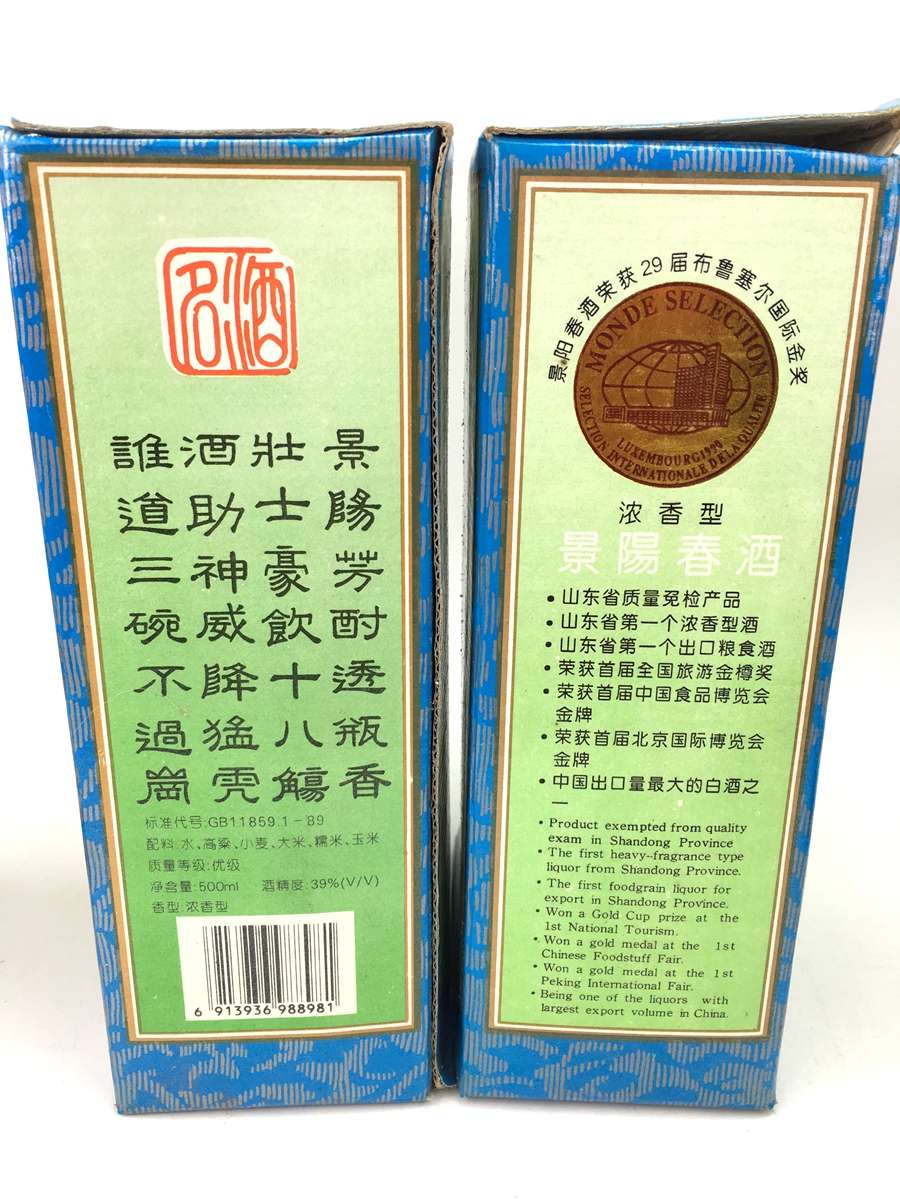 名酒
景陽芳酎透瓶香
壯士豪飲十八觴
酒助神威降猛虎
誰道三碗不過崗
标准代号:GB11859.1-89
配料:水、高粱、小麦、大米、糯米、玉米
质量等级:优级
净含量:500ml 酒精度:39%(V/V)
香型:浓香型
6 913936 988981
景阳春酒荣获29届布鲁塞尔国际金奖
MONDE SELECTION
LUXEMBOURG1990
SELECTION INTERNATIONALE DE LA QUALITE
浓香型
景陽春酒
• 山东省质量免检产品
• 山东省第一个浓香型酒
• 山东省第一个出口粮食酒
• 荣获首届全国旅游金樽奖
• 荣获首届中国食品博览会
金牌
• 荣获首届北京国际博览会
金牌
• 中国出口量最大的白酒之
一
• Product exempted from quality
exam in Shandong Province
• The first heavy-fragrance type
liquor from Shandong Province.
• The first foodgrain liquor for
export in Shandong Province.
• Won a Gold Cup prize at the
1st National Tourism.
• Won a gold medal at the 1st
Chinese Foodstuff Fair.
• Won a gold medal at the 1st
Peking International Fair.
• Being one of the liquors with
largest export volume in China.